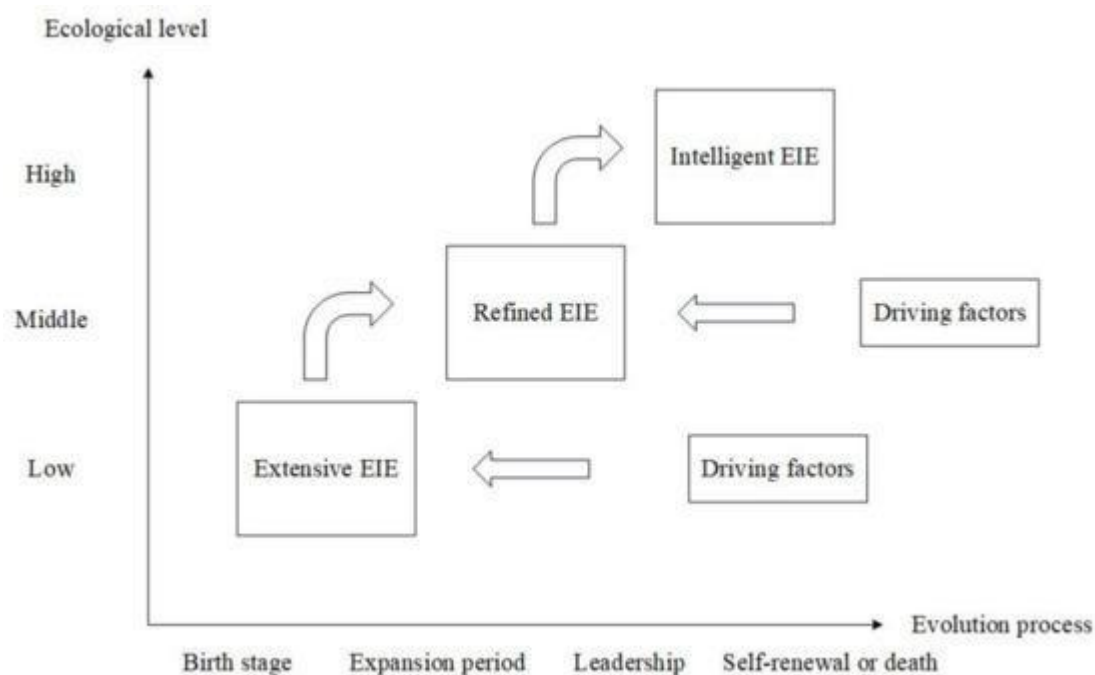 Ecological level
High
Intelligent EIE
Middle
Refined EIE
Driving factors
Low
Extensive EIE
Driving factors
Evolution process
Birth stage
Expansion period
Leadership
Self-renewal or death